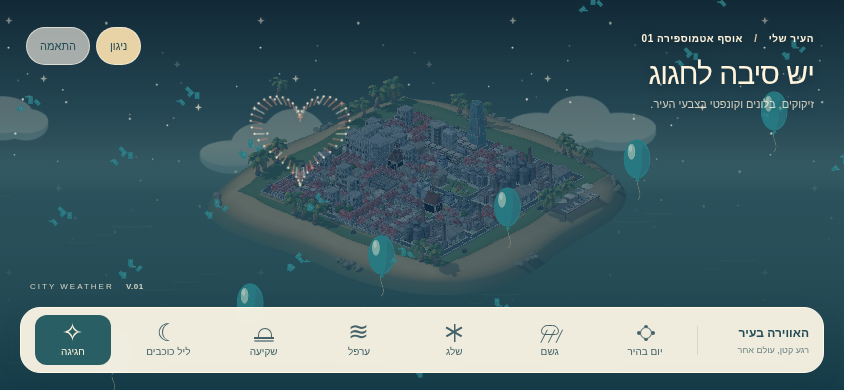 העיר שלי / אוסף אטמוספירה 01
יש סיבה לחגוג
זיקוקים, בלונים וקונפטי בצבעי העיר.
ניגון
התאמה
CITY WEATHER V.01
האווירה בעיר
רגע קטן, עולם אחר
יום בהיר
גשם
שלג
ערפל
שקיעה
ליל כוכבים
חגיגה